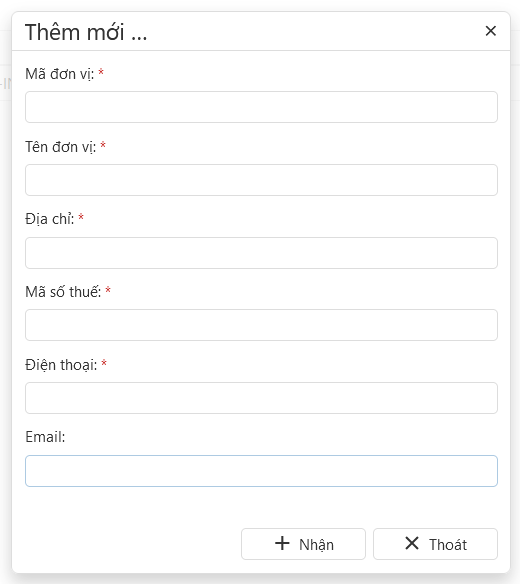 Thêm mới ...
Mã đơn vị: *
Tên đơn vị: *
Địa chỉ: *
Mã số thuế: *
Điện thoại: *
Email:
Nhận
Thoát